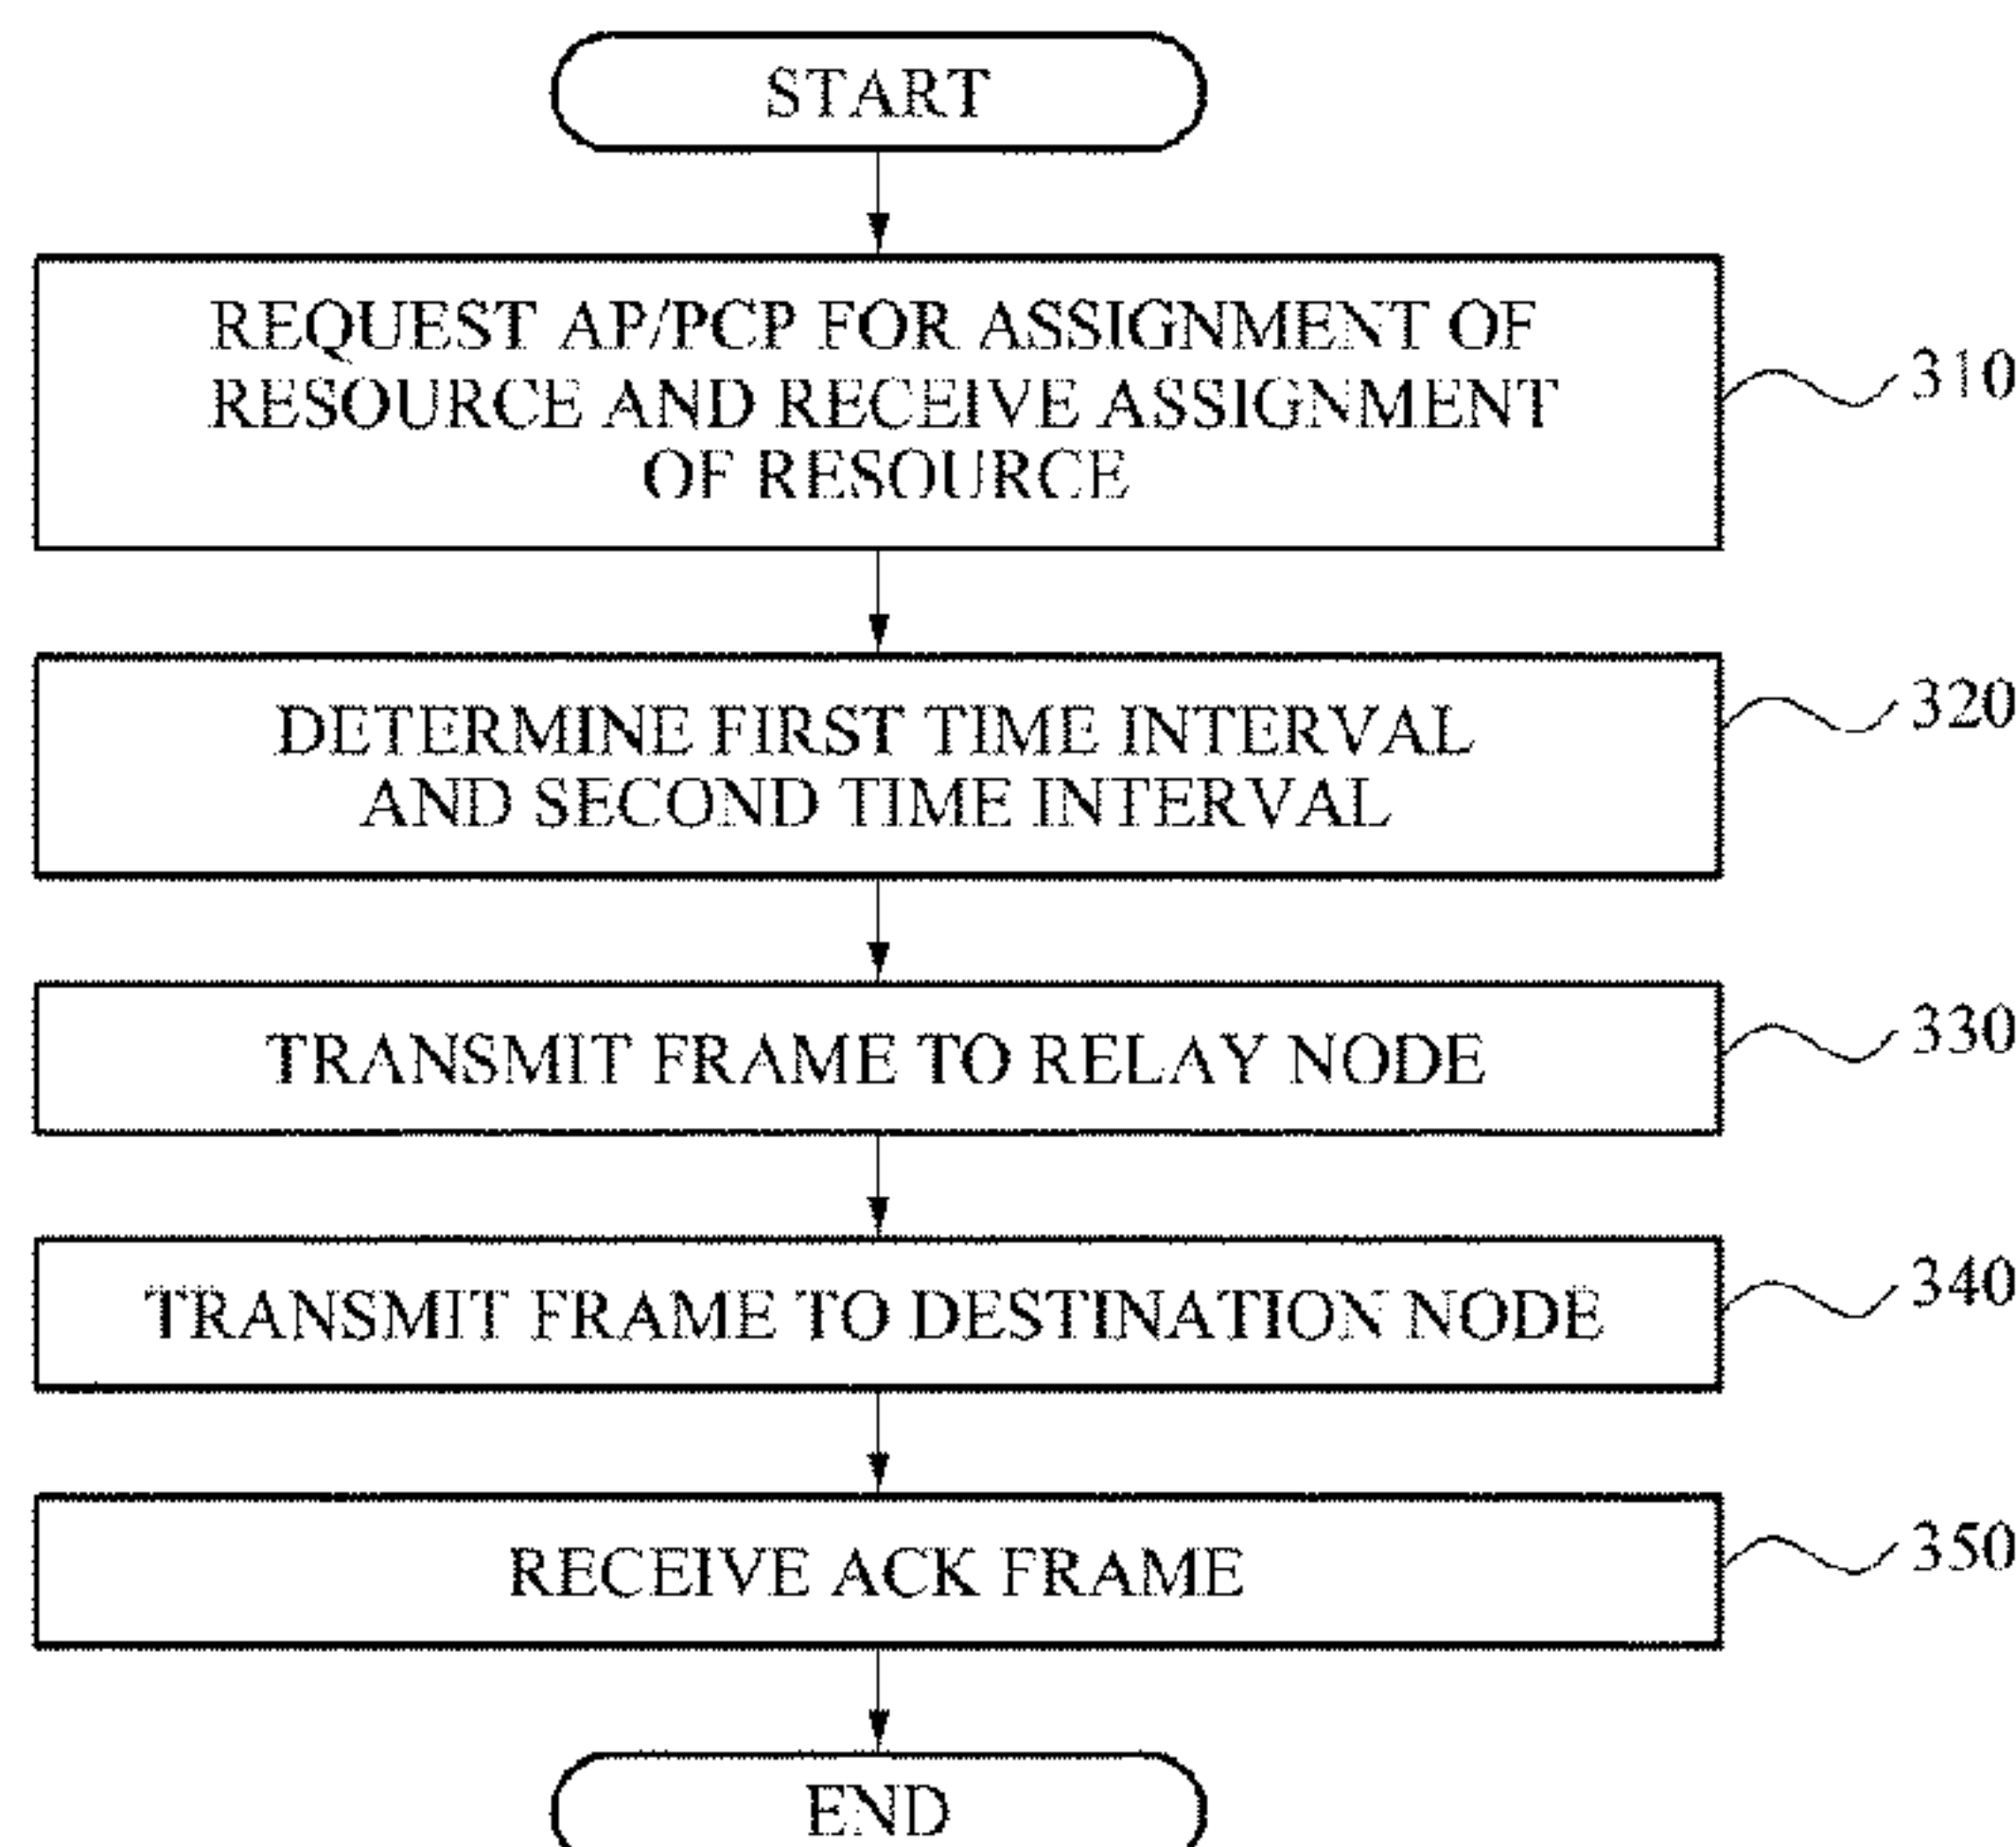 START
REQUEST AP/PCP FOR ASSIGNMENT OF
RESOURCE AND RECEIVE ASSIGNMENT
OF RESOURCE
310
DETERMINE FIRST TIME INTERVAL
AND SECOND TIME INTERVAL
320
TRANSMIT FRAME TO RELAY NODE
330
TRANSMIT FRAME TO DESTINATION NODE
340
RECEIVE ACK FRAME
350
END